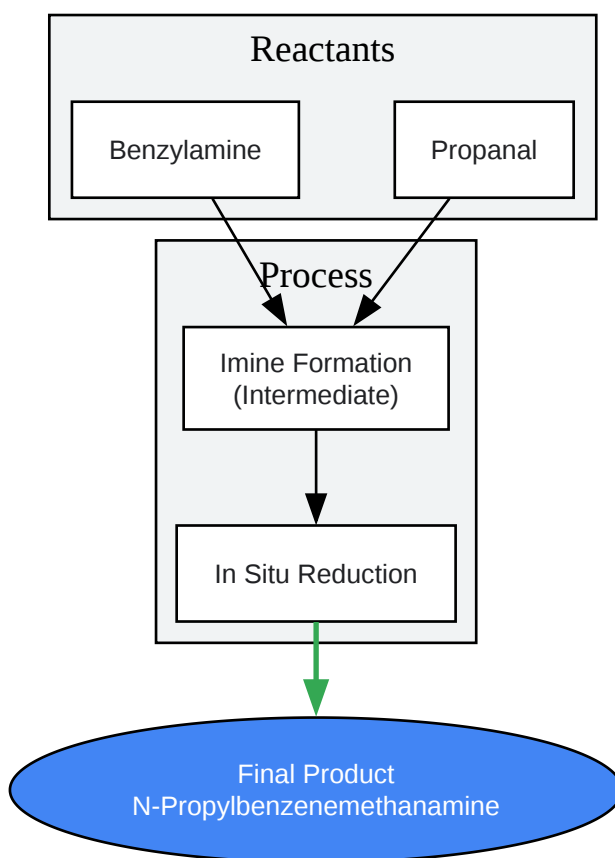 Reactants
Benzylamine
Propanal
Process
Imine Formation
(Intermediate)
In Situ Reduction
Final Product
N-Propylbenzenemethanamine